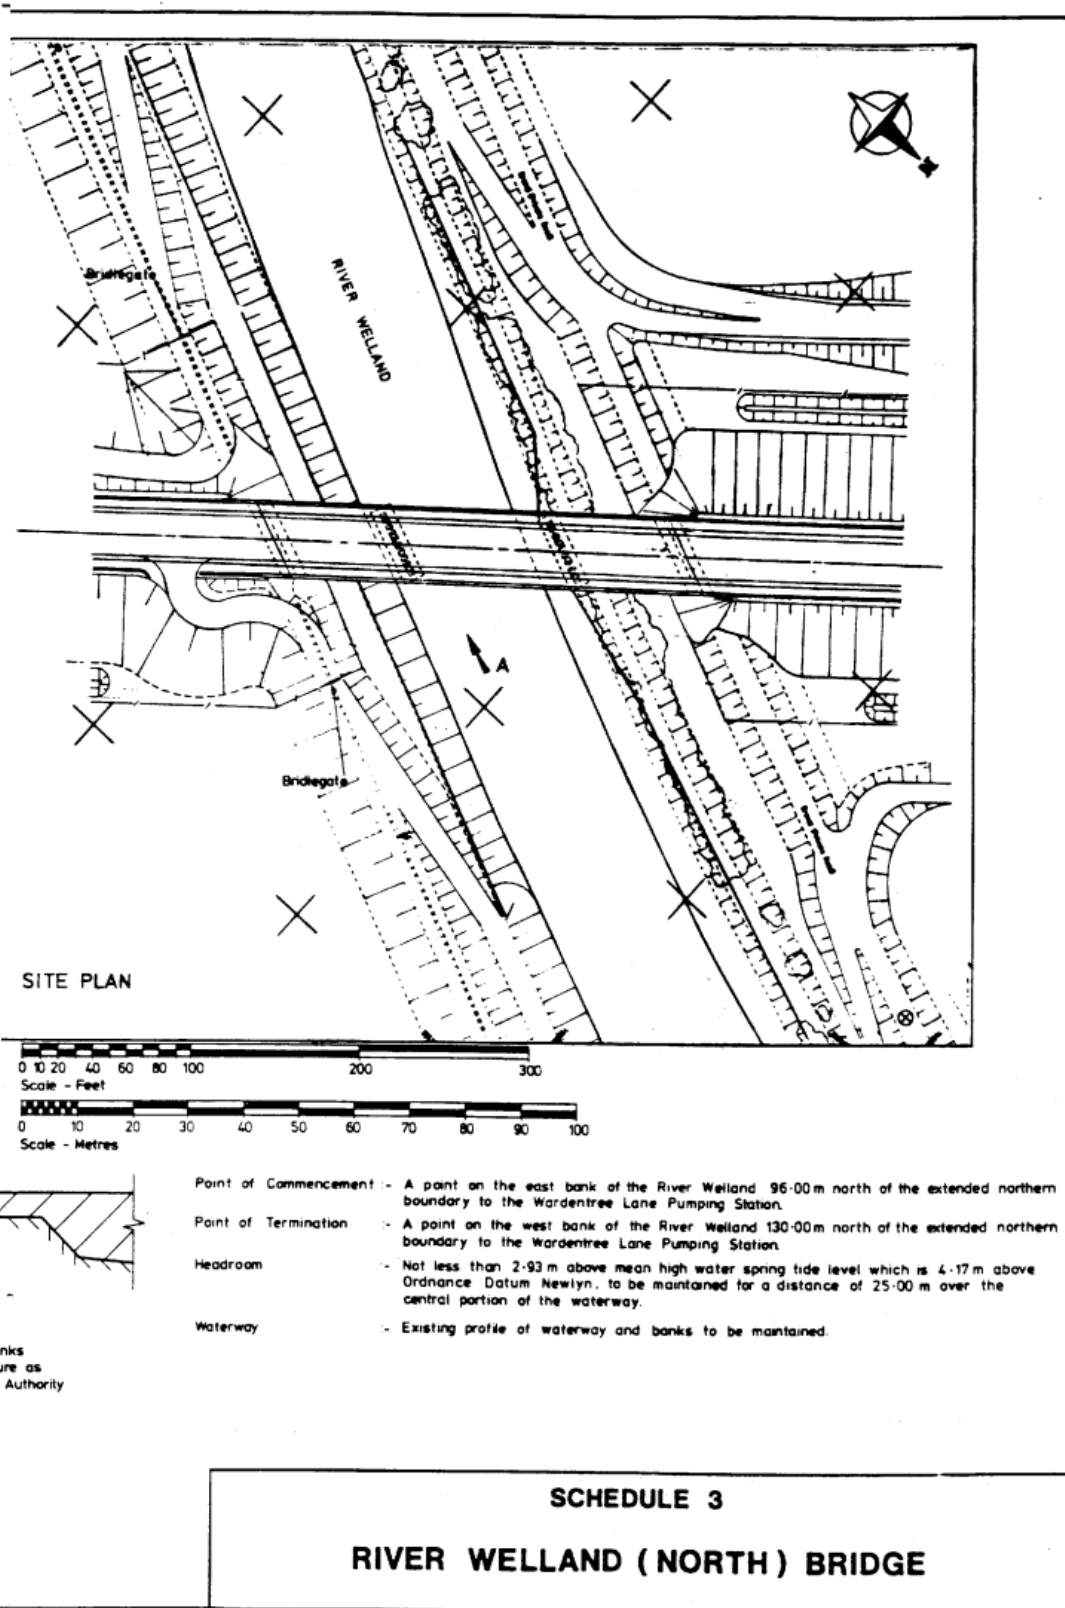 Bridlegate
RIVER WELLAND
A
Bridlegate
SITE PLAN
0 10 20 40 60 80 100 200 300
Scale - Feet
0 10 20 30 40 50 60 70 80 90 100
Scale - Metres
Point of Commencement :- A point on the east bank of the River Welland 96·00m north of the extended northern
boundary to the Wardentree Lane Pumping Station.
Point of Termination :- A point on the west bank of the River Welland 130·00m north of the extended northern
boundary to the Wardentree Lane Pumping Station.
Headroom :- Not less than 2·93 m above mean high water spring tide level which is 4·17 m above
Ordnance Datum Newlyn, to be maintained for a distance of 25·00 m over the
central portion of the waterway.
Waterway :- Existing profile of waterway and banks to be maintained.
nks
ure as
Authority
SCHEDULE 3
RIVER WELLAND (NORTH) BRIDGE